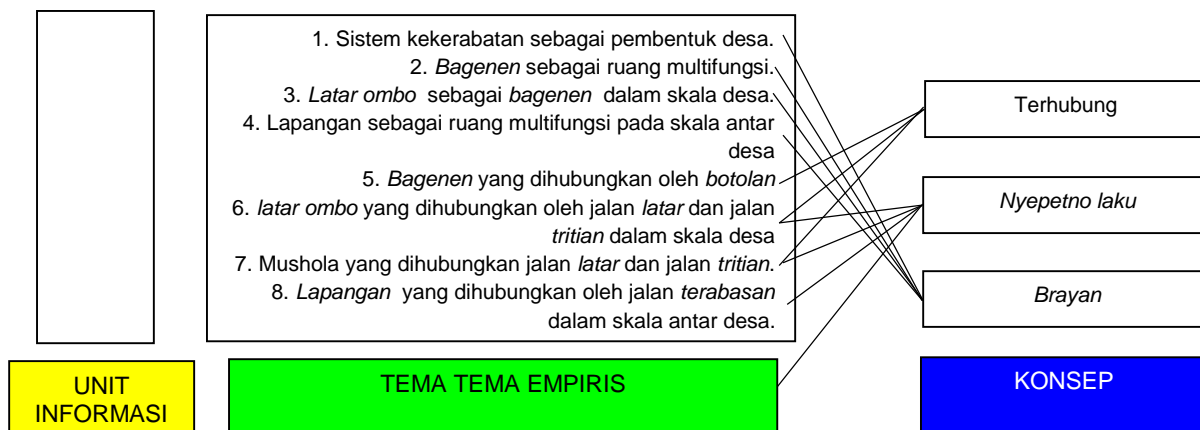 1. Sistem kekerabatan sebagai pembentuk desa.
2. Bagenen sebagai ruang multifungsi.
3. Latar ombo sebagai bagenen dalam skala desa.
4. Lapangan sebagai ruang multifungsi pada skala antar
desa
5. Bagenen yang dihubungkan oleh botolan
6. latar ombo yang dihubungkan oleh jalan latar dan jalan
tritian dalam skala desa
7. Mushola yang dihubungkan jalan latar dan jalan tritian.
8. Lapangan yang dihubungkan oleh jalan terabasan
dalam skala antar desa.
Terhubung
Nyepetno laku
Brayan
UNIT
INFORMASI
TEMA TEMA EMPIRIS
KONSEP